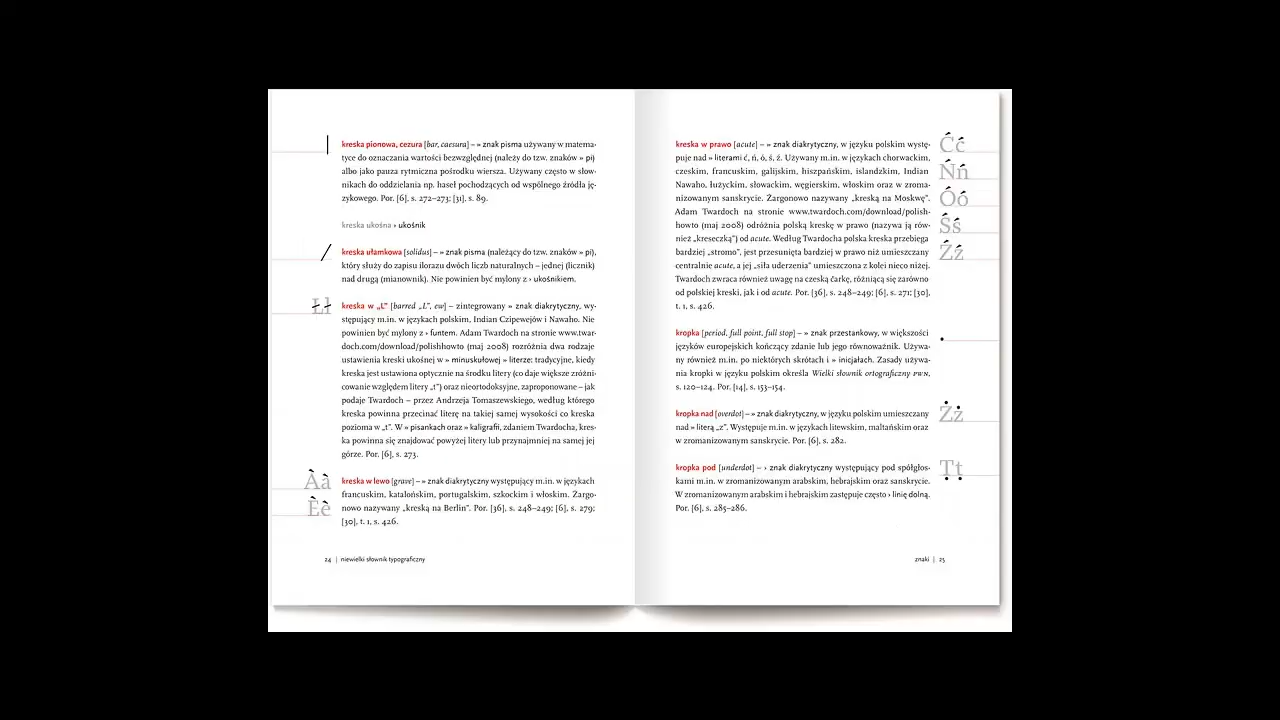 kreska pionowa, cezura [bar, caesura] – » znak pisma używany w matema-
tyce do oznaczania wartości bezwzględnej (należy do tzw. znaków » pi)
albo jako pauza rytmiczna pośrodku wiersza. Używany często w słow-
nikach do oddzielania np. haseł pochodzących od wspólnego źródła ję-
zykowego. Por. [6], s. 272–273; [31], s. 89.
|
kreska ukośna › ukośnik
kreska ułamkowa [solidus] – » znak pisma (należący do tzw. znaków » pi),
który służy do zapisu ilorazu dwóch liczb naturalnych – jednej (licznik)
nad drugą (mianownik). Nie powinien być mylony z › ukośnikiem.
/
kreska w „Ł” [barred „L”, ew] – zintegrowany » znak diakrytyczny, wy-
stępujący m.in. w językach polskim, Indian Czipewejów i Nawaho. Nie
powinien być mylony z › funtem. Adam Twardoch na stronie www.twar-
doch.com/download/polishhowto (maj 2008) rozróżnia dwa rodzaje
ustawienia kreski ukośnej w » minuskułowej » literze: tradycyjne, kiedy
kreska jest ustawiona optycznie na środku litery (co daje większe zróżni-
cowanie względem litery „t”) oraz nieortodoksyjne, zaproponowane – jak
podaje Twardoch – przez Andrzeja Tomaszewskiego, według którego
kreska powinna przecinać literę na takiej samej wysokości co kreska
pozioma w „t”. W » pisankach oraz » kaligrafii, zdaniem Twardocha, kres-
ka powinna się znajdować powyżej litery lub przynajmniej na samej jej
górze. Por. [6], s. 273.
Łł
kreska w lewo [grave] – » znak diakrytyczny występujący m.in. w językach
francuskim, katalońskim, portugalskim, szkockim i włoskim. Żargo-
nowo nazywany „kreską na Berlin”. Por. [36], s. 248–249; [6], s. 279;
[30], t. 1, s. 426.
Àà
Èè
24 | niewielki słownik typograficzny
kreska w prawo [acute] – » znak diakrytyczny, w języku polskim wystę-
puje nad » literami ć, ń, ó, ś, ź. Używany m.in. w językach chorwackim,
czeskim, francuskim, galijskim, hiszpańskim, islandzkim, Indian
Nawaho, łużyckim, słowackim, węgierskim, włoskim oraz w zroma-
nizowanym sanskrycie. Żargonowo nazywany „kreską na Moskwę”.
Adam Twardoch na stronie www.twardoch.com/download/polish-
howto (maj 2008) odróżnia polską kreskę w prawo (nazywa ją rów-
nież „kreseczką”) od acute. Według Twardocha polska kreska przebiega
bardziej „stromo”, jest przesunięta bardziej w prawo niż umieszczany
centralnie acute, a jej „siła uderzenia” umieszczona z kolei nieco niżej.
Twardoch zwraca również uwagę na czeską čarkę, różniącą się zarówno
od polskiej kreski, jak i od acute. Por. [36], s. 248–249; [6], s. 271; [30],
t. 1, s. 426.
Ćć
Ńń
Óó
Śś
Źź
kropka [period, full point, full stop] – » znak przestankowy, w większości
języków europejskich kończący zdanie lub jego równoważnik. Używa-
ny również m.in. po niektórych skrótach i » inicjałach. Zasady używa-
nia kropki w języku polskim określa Wielki słownik ortograficzny PWN,
s. 120–124. Por. [14], s. 153–154.
.
kropka nad [overdot] – » znak diakrytyczny, w języku polskim umieszczany
nad » literą „z”. Występuje m.in. w językach litewskim, maltańskim oraz
w zromanizowanym sanskrycie. Por. [6], s. 282.
Żż
kropka pod [underdot] – › znak diakrytyczny występujący pod spółgłos-
kami m.in. w zromanizowanym arabskim, hebrajskim oraz sanskrycie.
W zromanizowanym arabskim i hebrajskim zastępuje często › linię dolną.
Por. [6], s. 285–286.
Ṭṭ
znaki | 25